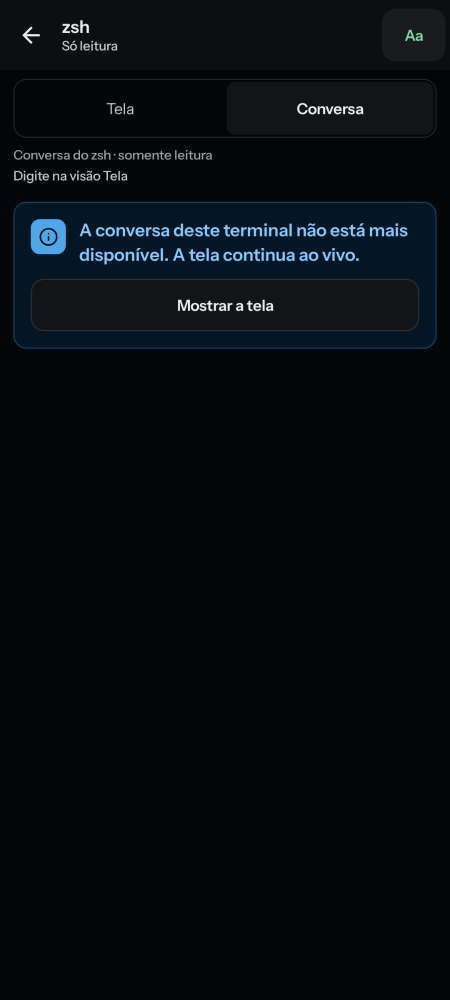 zsh
Só leitura
Aa
Tela
Conversa
Conversa do zsh · somente leitura
Digite na visão Tela
A conversa deste terminal não está mais
disponível. A tela continua ao vivo.
Mostrar a tela